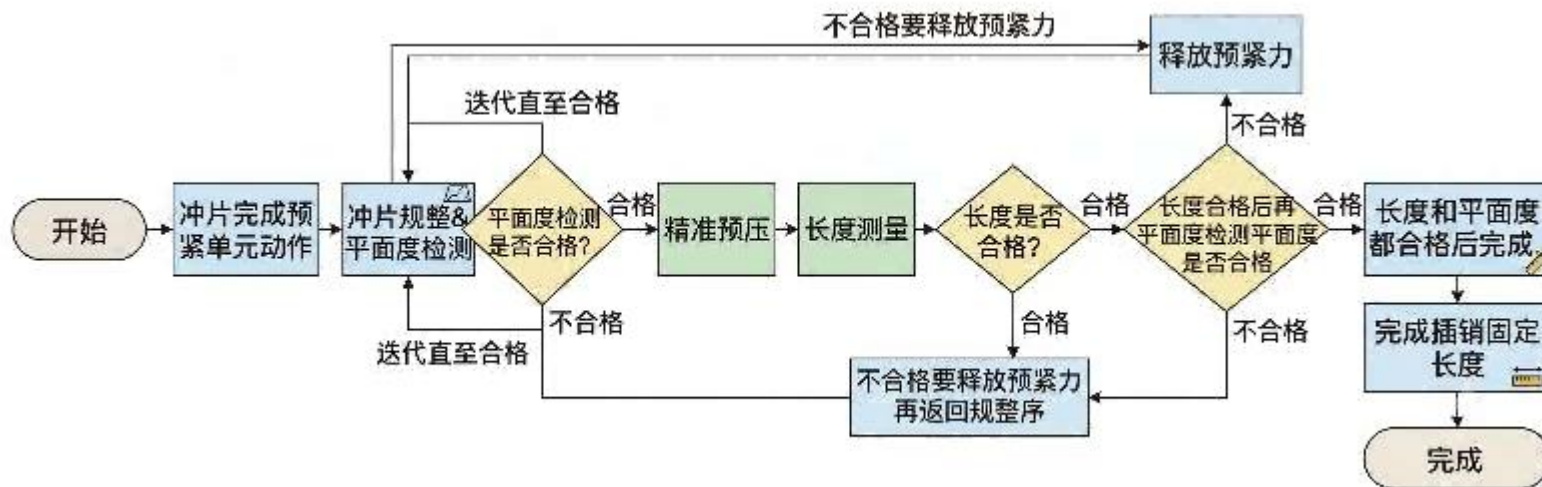 不合格要释放预紧力
释放预紧力
迭代直至合格
不合格
开始
冲片完成预
紧单元动作
冲片规整&
平面度检测
平面度检测
是否合格?
合格
精准预压
长度测量
长度是否
合格?
合格
长度合格后再
平面度检测平面度
是否合格
合格
长度和平面度
都合格后完成
不合格
迭代直至合格
合格
不合格
不合格要释放预紧力
再返回规整序
完成插销固定
长度
完成